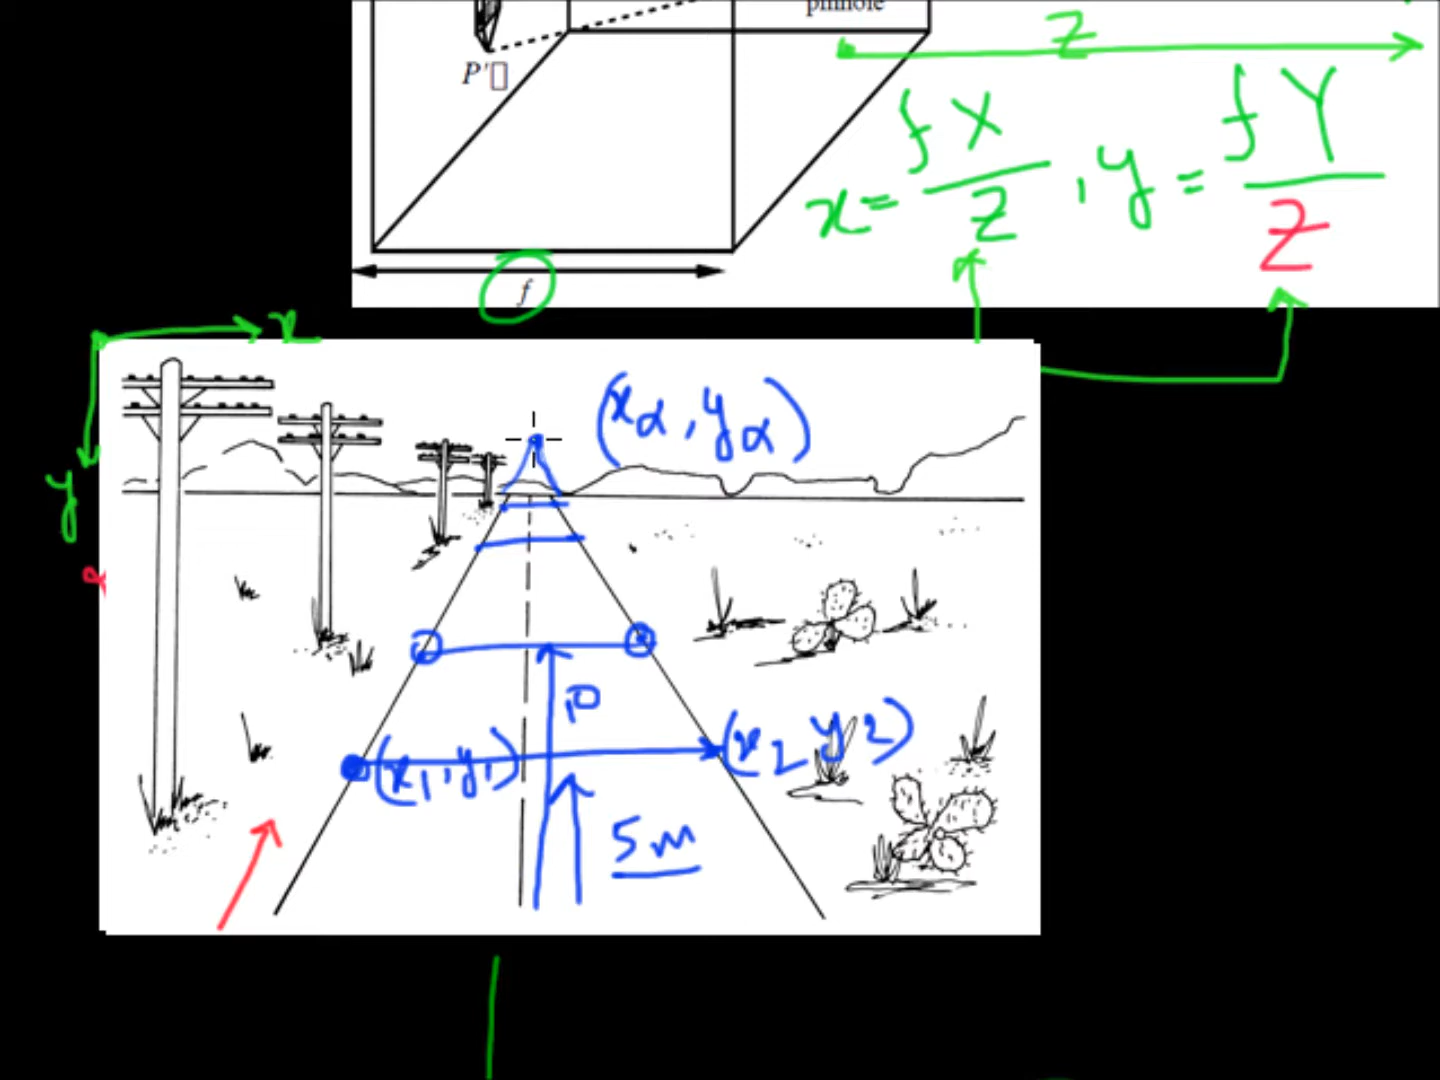 pinhole
Z
P'▯
x = fX/Z , y = fY/Z
f
x
(xα , yα)
y
10
(x1 , y1)
(x2 y2)
5m